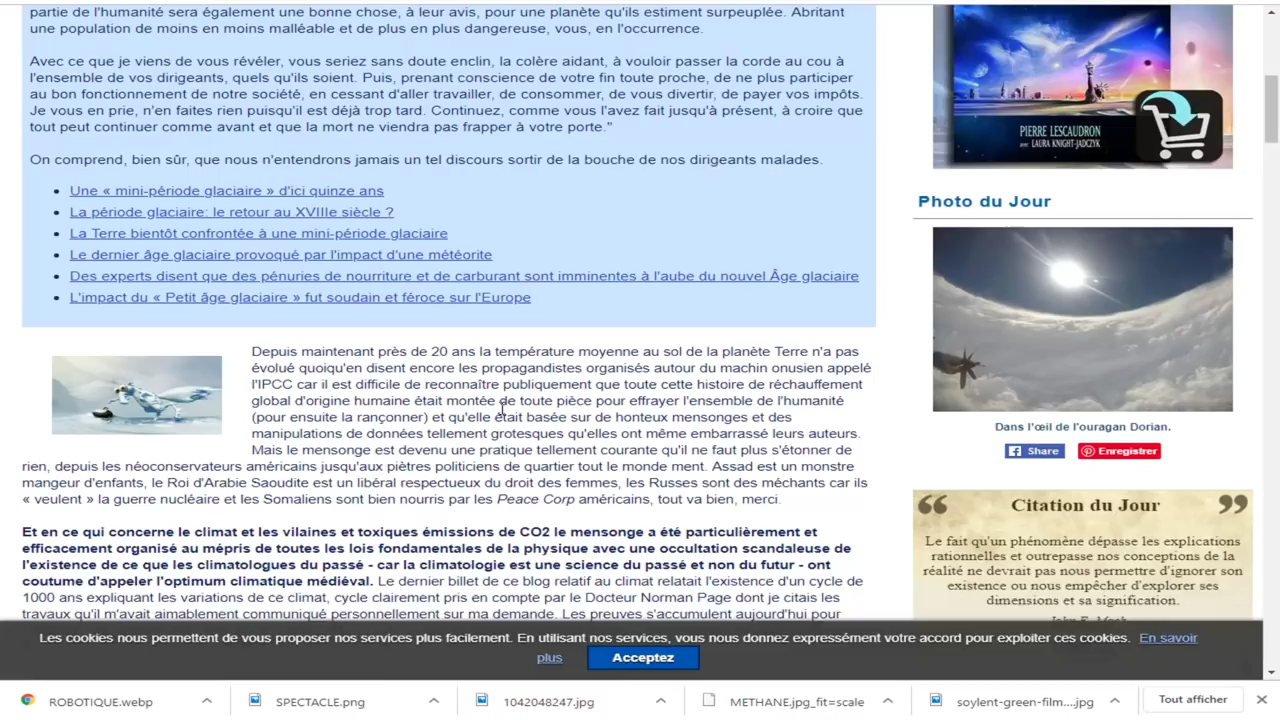 partie de l'humanité sera également une bonne chose, à leur avis, pour une planète qu'ils estiment surpeuplée. Abritant
une population de moins en moins malléable et de plus en plus dangereuse, vous, en l'occurrence.
Avec ce que je viens de vous révéler, vous seriez sans doute enclin, la colère aidant, à vouloir passer la corde au cou à
l'ensemble de vos dirigeants, quels qu'ils soient. Puis, prenant conscience de votre fin toute proche, de ne plus participer
au bon fonctionnement de notre société, en cessant d'aller travailler, de consommer, de vous divertir, de payer vos impôts.
Je vous en prie, n'en faites rien puisqu'il est déjà trop tard. Continuez, comme vous l'avez fait jusqu'à présent, à croire que
tout peut continuer comme avant et que la mort ne viendra pas frapper à votre porte."
On comprend, bien sûr, que nous n'entendrons jamais un tel discours sortir de la bouche de nos dirigeants malades.
• Une « mini-période glaciaire » d'ici quinze ans
• La période glaciaire: le retour au XVIIIe siècle ?
• La Terre bientôt confrontée à une mini-période glaciaire
• Le dernier âge glaciaire provoqué par l'impact d'une météorite
• Des experts disent que des pénuries de nourriture et de carburant sont imminentes à l'aube du nouvel Âge glaciaire
• L'impact du « Petit âge glaciaire » fut soudain et féroce sur l'Europe
Depuis maintenant près de 20 ans la température moyenne au sol de la planète Terre n'a pas
évolué quoiqu'en disent encore les propagandistes organisés autour du machin onusien appelé
l'IPCC car il est difficile de reconnaître publiquement que toute cette histoire de réchauffement
global d'origine humaine était montée de toute pièce pour effrayer l'ensemble de l'humanité
(pour ensuite la rançonner) et qu'elle était basée sur de honteux mensonges et des
manipulations de données tellement grotesques qu'elles ont même embarrassé leurs auteurs.
Mais le mensonge est devenu une pratique tellement courante qu'il ne faut plus s'étonner de
rien, depuis les néoconservateurs américains jusqu'aux piètres politiciens de quartier tout le monde ment. Assad est un monstre
mangeur d'enfants, le Roi d'Arabie Saoudite est un libéral respectueux du droit des femmes, les Russes sont des méchants car ils
« veulent » la guerre nucléaire et les Somaliens sont bien nourris par les Peace Corp américains, tout va bien, merci.
Et en ce qui concerne le climat et les vilaines et toxiques émissions de CO2 le mensonge a été particulièrement et
efficacement organisé au mépris de toutes les lois fondamentales de la physique avec une occultation scandaleuse de
l'existence de ce que les climatologues du passé - car la climatologie est une science du passé et non du futur - ont
coutume d'appeler l'optimum climatique médiéval. Le dernier billet de ce blog relatif au climat relatait l'existence d'un cycle de
1000 ans expliquant les variations de ce climat, cycle clairement pris en compte par le Docteur Norman Page dont je citais les
travaux qu'il m'avait aimablement communiqué personnellement sur ma demande. Les preuves s'accumulent aujourd'hui pour
PIERRE LESCAUDRON
avec LAURA KNIGHT-JADCZYK
Photo du Jour
Dans l'œil de l'ouragan Dorian.
Share
Enregistrer
Citation du Jour
Le fait qu'un phénomène dépasse les explications
rationnelles et outrepasse nos conceptions de la
réalité ne devrait pas nous permettre d'ignorer son
existence ou nous empêcher d'explorer ses
dimensions et sa signification.
Les cookies nous permettent de vous proposer nos services plus facilement. En utilisant nos services, vous nous donnez expressément votre accord pour exploiter ces cookies. En savoir
plus
Acceptez
ROBOTIQUE.webp
SPECTACLE.png
1042048247.jpg
METHANE.jpg_fit=scale
soylent-green-film....jpg
Tout afficher